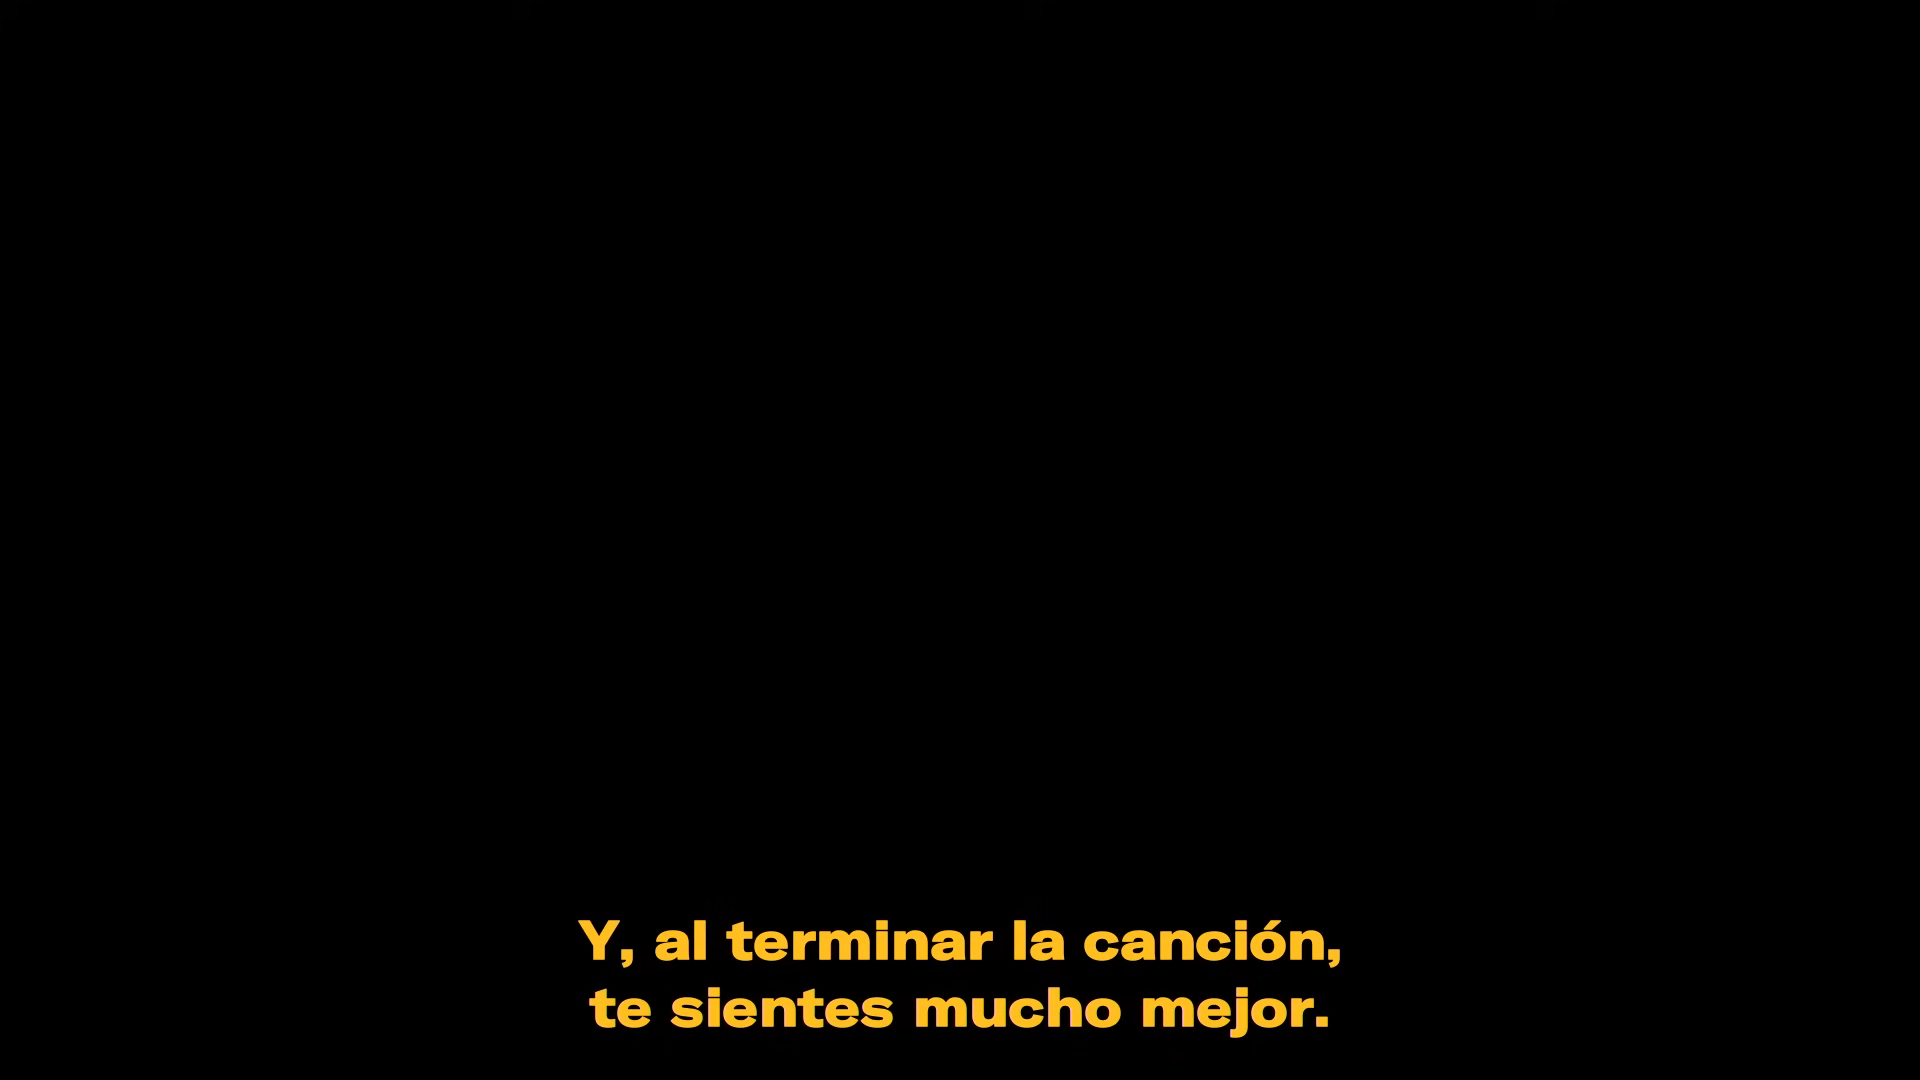 Y, al terminar la canción,
te sientes mucho mejor.